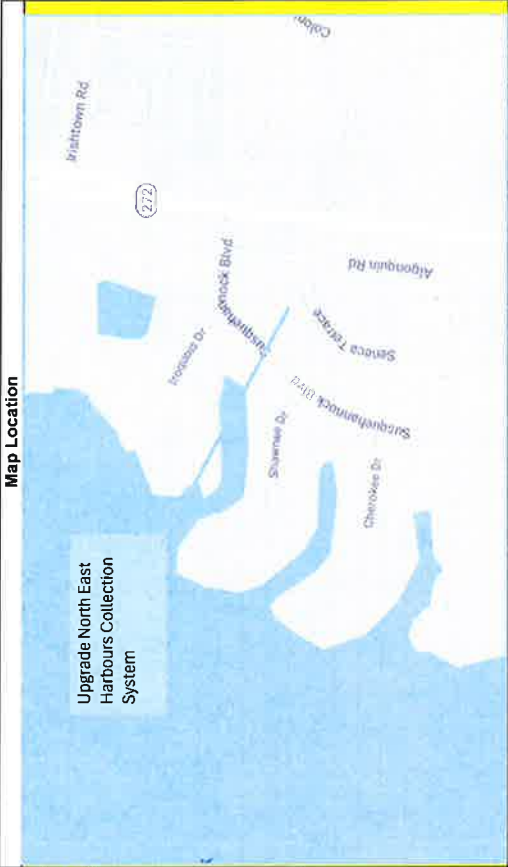 Map Location
Colon
Irishtown Rd
272
Susquehannock Blvd
Algonquin Rd
Iroquois Dr
Seneca Terrace
Susquehannock Blvd
Shawnee Dr
Cherokee Dr
Upgrade North East
Harbours Collection
System